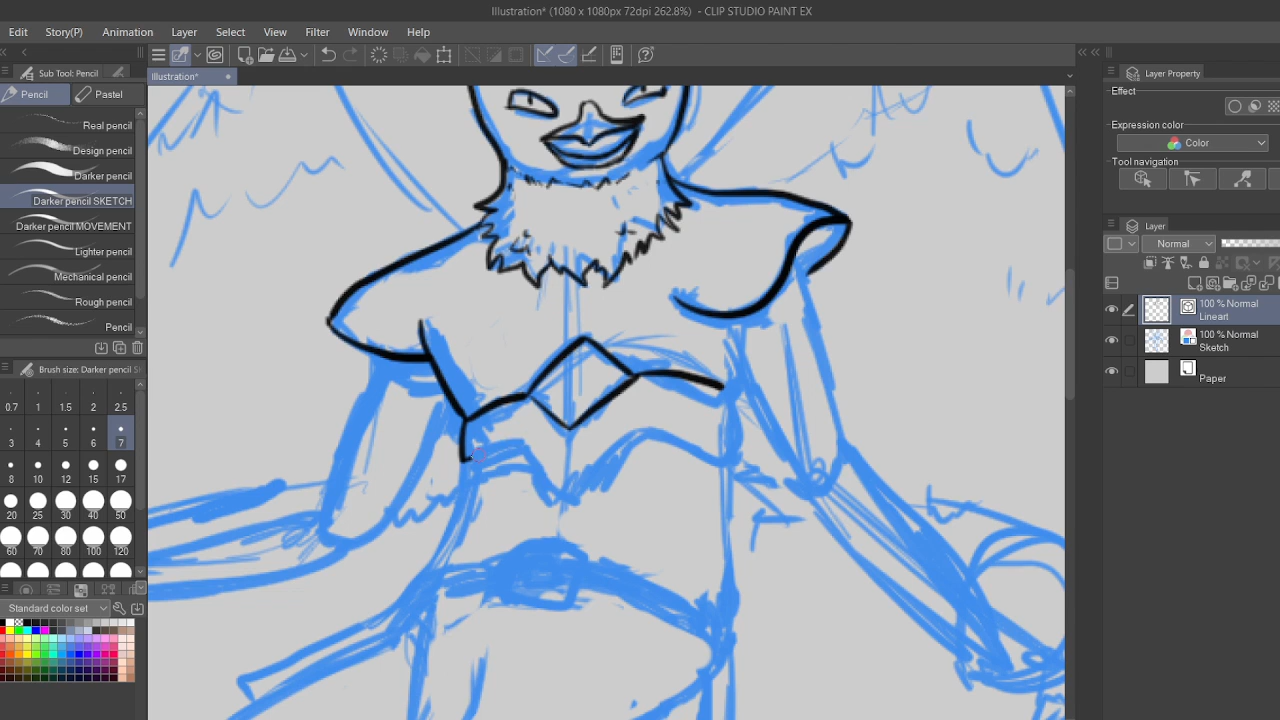 Illustration* (1080 x 1080px 72dpi 262.8%) - CLIP STUDIO PAINT EX
Edit Story(P) Animation Layer Select View Filter Window Help
Sub Tool: Pencil
Pencil Pastel
Real pencil
Design pencil
Darker pencil
Darker pencil SKETCH
Darker pencil MOVEMENT
Lighter pencil
Mechanical pencil
Rough pencil
Pencil
Brush size: Darker pencil
0.7 1 1.5 2 2.5
3 4 5 6 7
8 10 12 15 17
20 25 30 40 50
60 70 80 100 120
Standard color set
Illustration*
Layer Property
Effect
Expression color
Color
Tool navigation
Layer
Normal
100 % Normal
Lineart
100 % Normal
Sketch
Paper